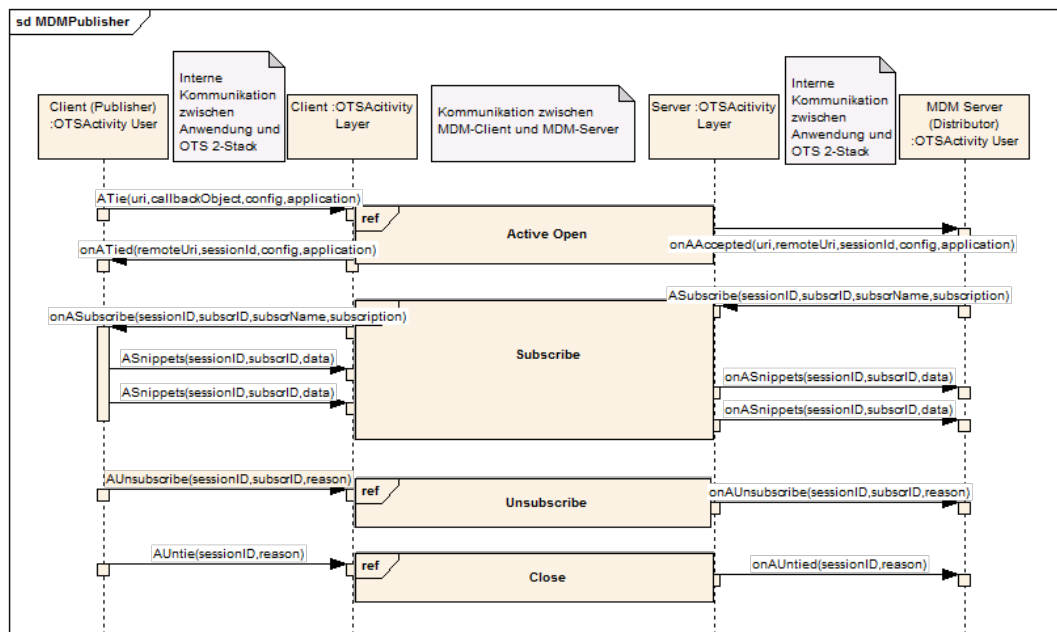 sd MDMPublisher
Interne
Kommunikation
zwischen
Anwendung und
OTS 2-Stack
Interne
Kommunikation
zwischen
Anwendung und
OTS 2-Stack
Client (Publisher)
:OTSActivity User
Client :OTSAcitivity
Layer
Kommunikation zwischen
MDM-Client und MDM-Server
Server :OTSAcitivity
Layer
MDM Server
(Distributor)
:OTSActivity User
ATie(uri,callbackObject,config,application)
ref
Active Open
onATied(remoteUri,sessionId,config,application)
onAAccepted(uri,remoteUri,sessionId,config,application)
ASubscribe(sessionID,subscrID,subscrName,subscription)
onASubscribe(sessionID,subscrID,subscrName,subscription)
Subscribe
ASnippets(sessionID,subscrID,data)
onASnippets(sessionID,subscrID,data)
ASnippets(sessionID,subscrID,data)
onASnippets(sessionID,subscrID,data)
AUnsubscribe(sessionID,subscrID,reason)
ref
Unsubscribe
onAUnsubscribe(sessionID,subscrID,reason)
AUntie(sessionID,reason)
ref
Close
onAUntied(sessionID,reason)